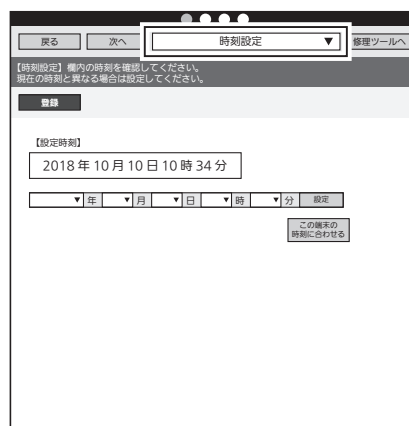 戻る 次へ 時刻設定 ▼ 修理ツールへ
【時刻設定】欄内の時刻を確認してください。
現在の時刻と異なる場合は設定してください。
登録
【設定時刻】
2018年10月10日10時34分
▼年 ▼月 ▼日 ▼時 ▼分 設定
この端末の
時刻に合わせる